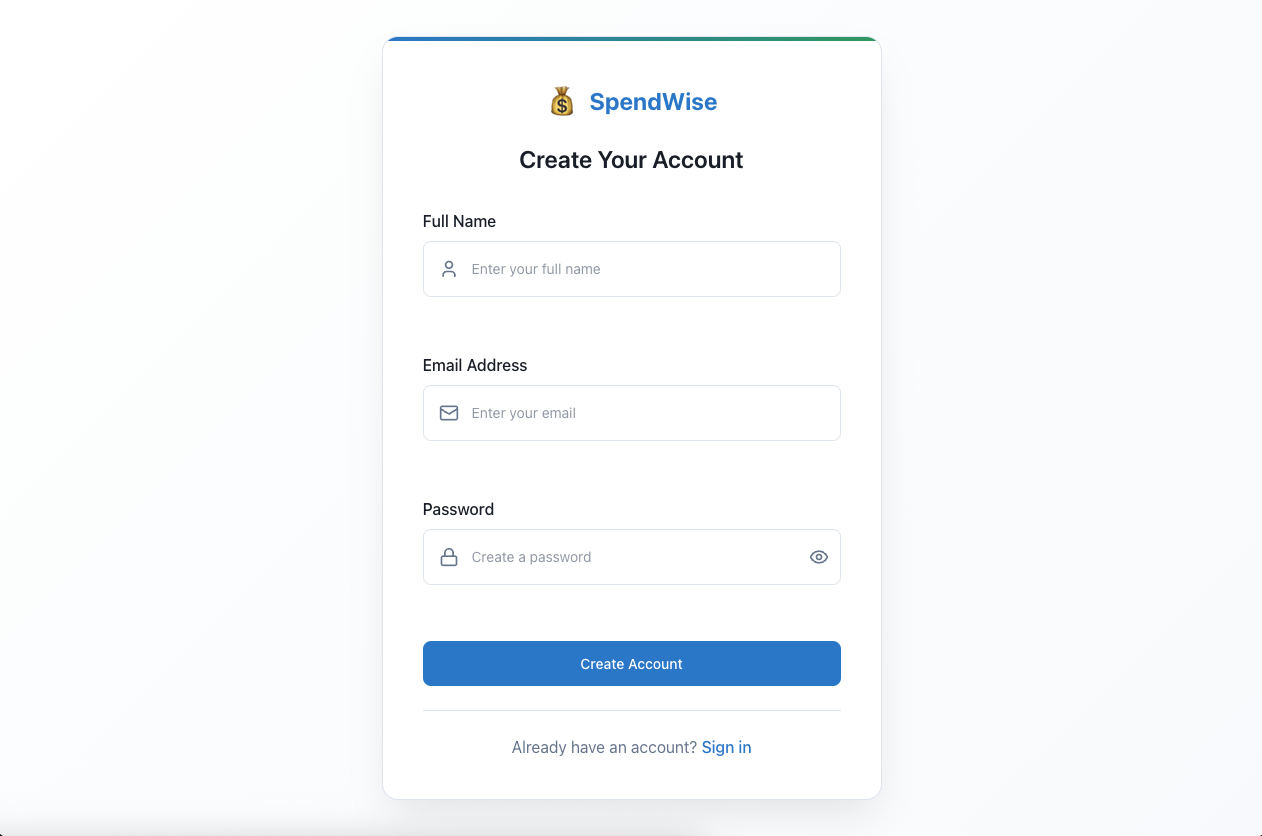 SpendWise
Create Your Account
Full Name
Enter your full name
Email Address
Enter your email
Password
Create a password
Create Account
Already have an account? Sign in